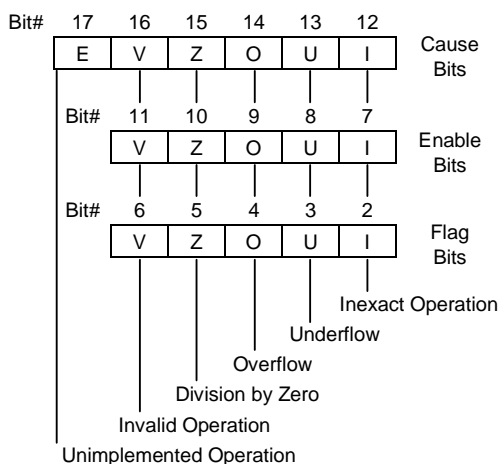 Bit# 17 16 15 14 13 12
E V Z O U I
Cause
Bits
Bit# 11 10 9 8 7
V Z O U I
Enable
Bits
Bit# 6 5 4 3 2
V Z O U I
Flag
Bits
Inexact Operation
Underflow
Overflow
Division by Zero
Invalid Operation
Unimplemented Operation